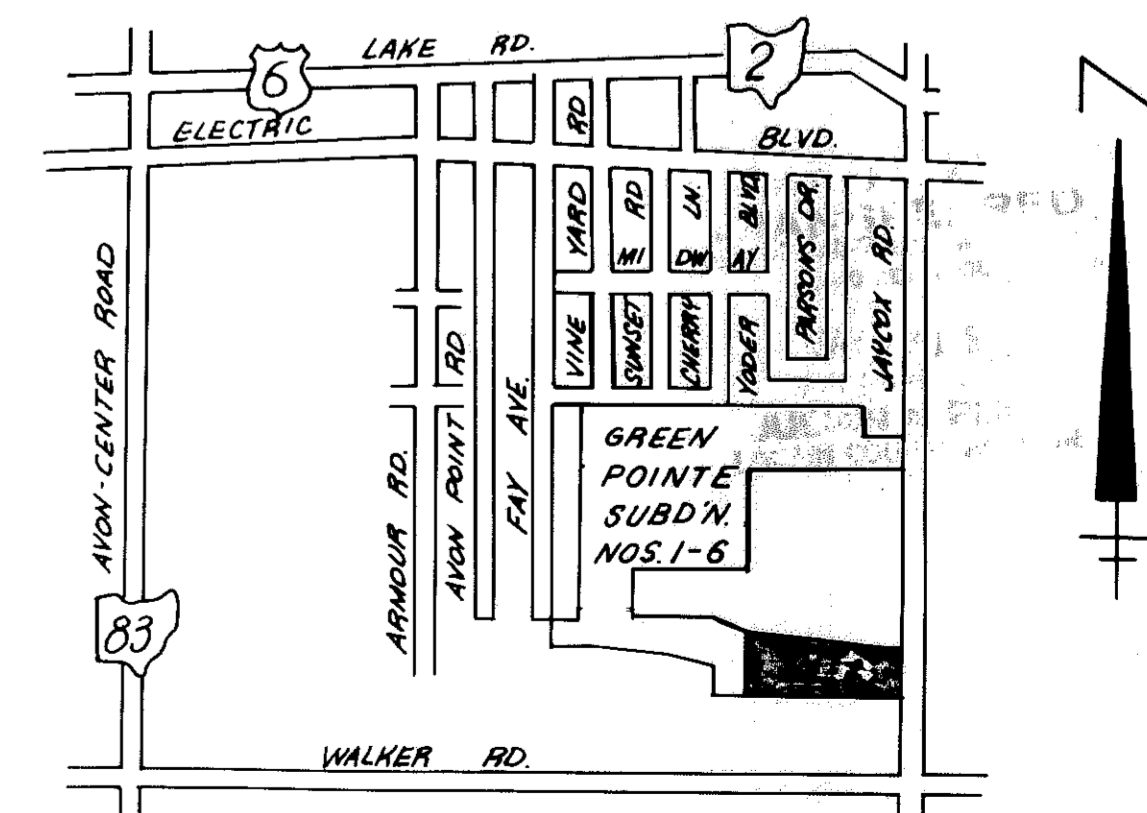 LAKE RD.
6
2
ELECTRIC BLVD.
VINE YARD RD
SUNSET RD
CHERRY LN.
MI DW AY
YODER BLVD.
PARSONS DR.
JAYCOX RD.
AVON-CENTER ROAD
83
ARMOUR RD.
AVON POINT RD.
FAY AVE.
GREEN
POINTE
SUBD'N.
NOS. 1-6
WALKER RD.